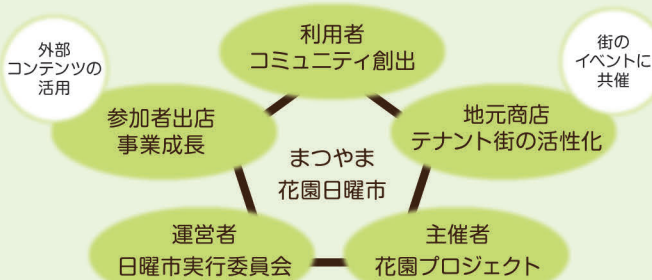 外部
コンテンツの
活用
利用者
コミュニティ創出
街の
イベントに
共催
参加者出店
事業成長
地元商店
テナント街の活性化
まつやま
花園日曜市
運営者
日曜市実行委員会
主催者
花園プロジェクト